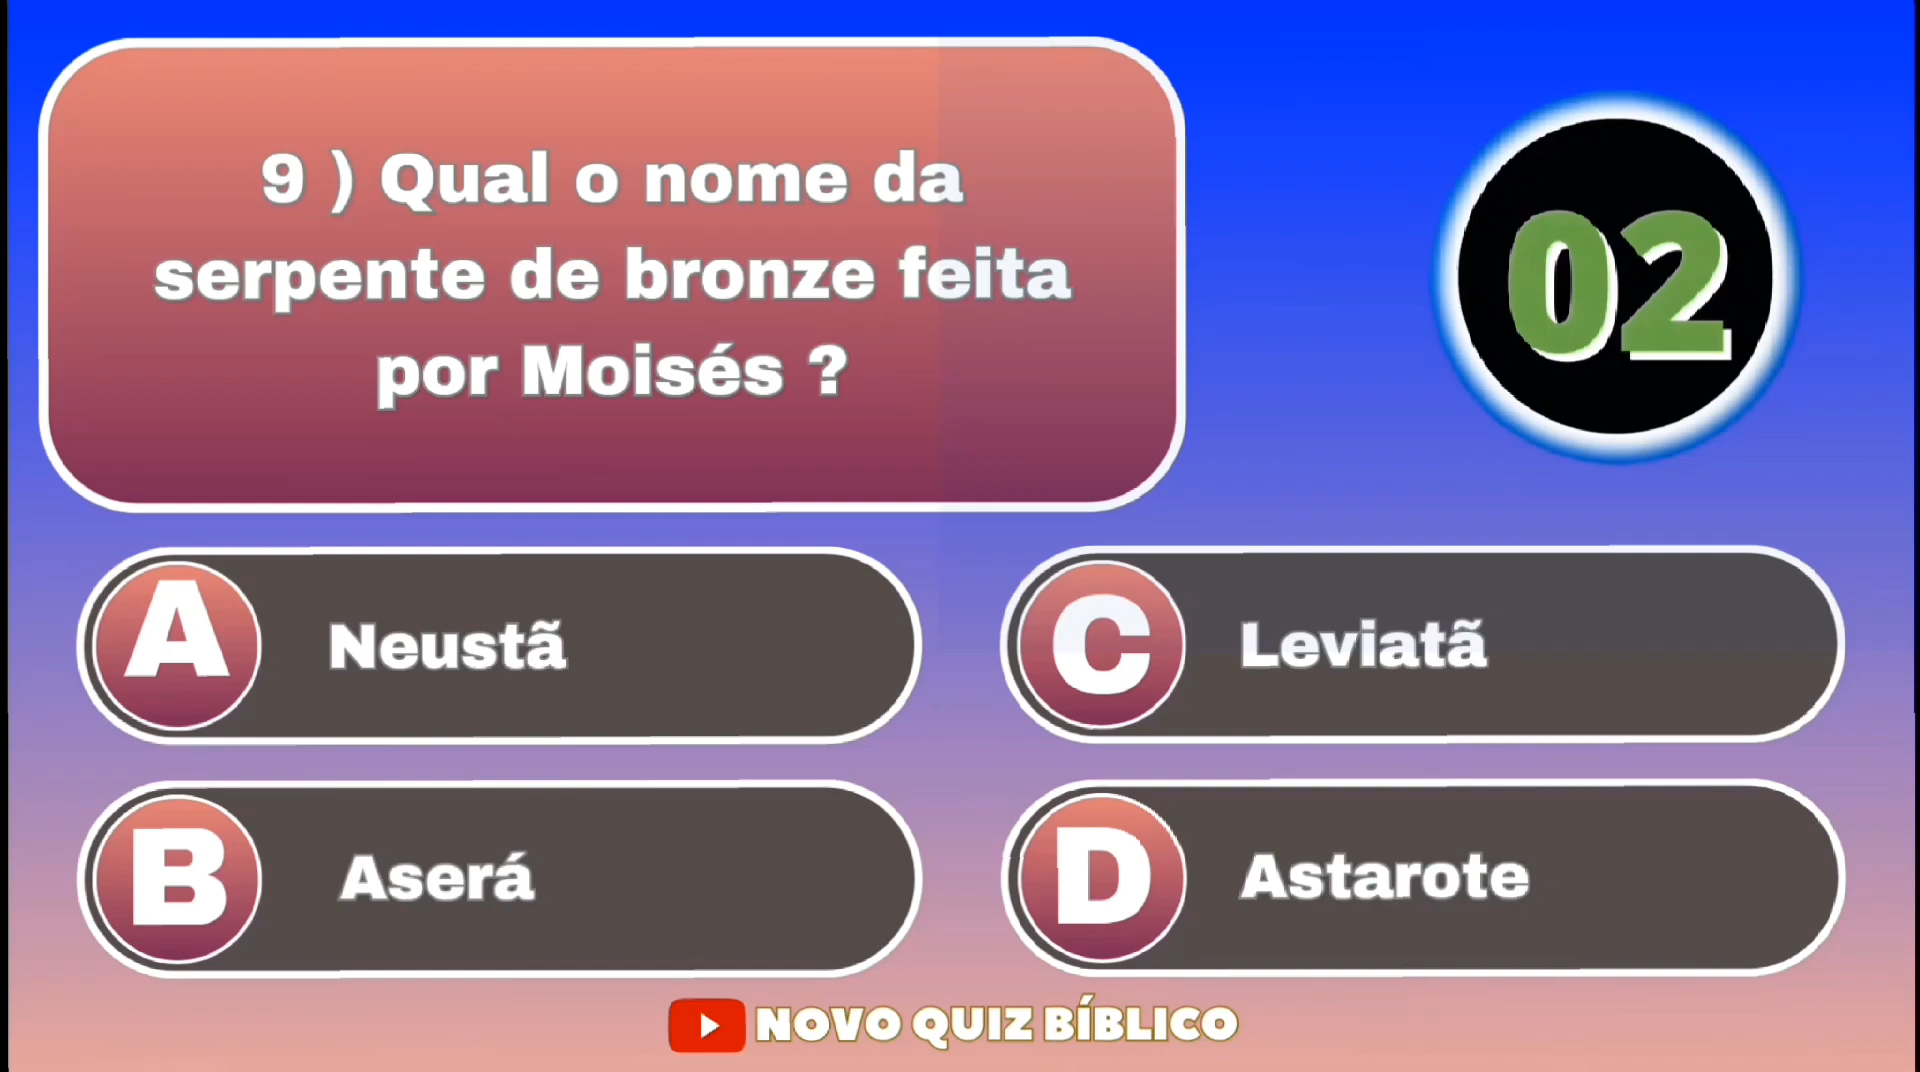 9 ) Qual o nome da
serpente de bronze feita
por Moisés ?
02
A Neustã
C Leviatã
B Aserá
D Astarote
NOVO QUIZ BÍBLICO